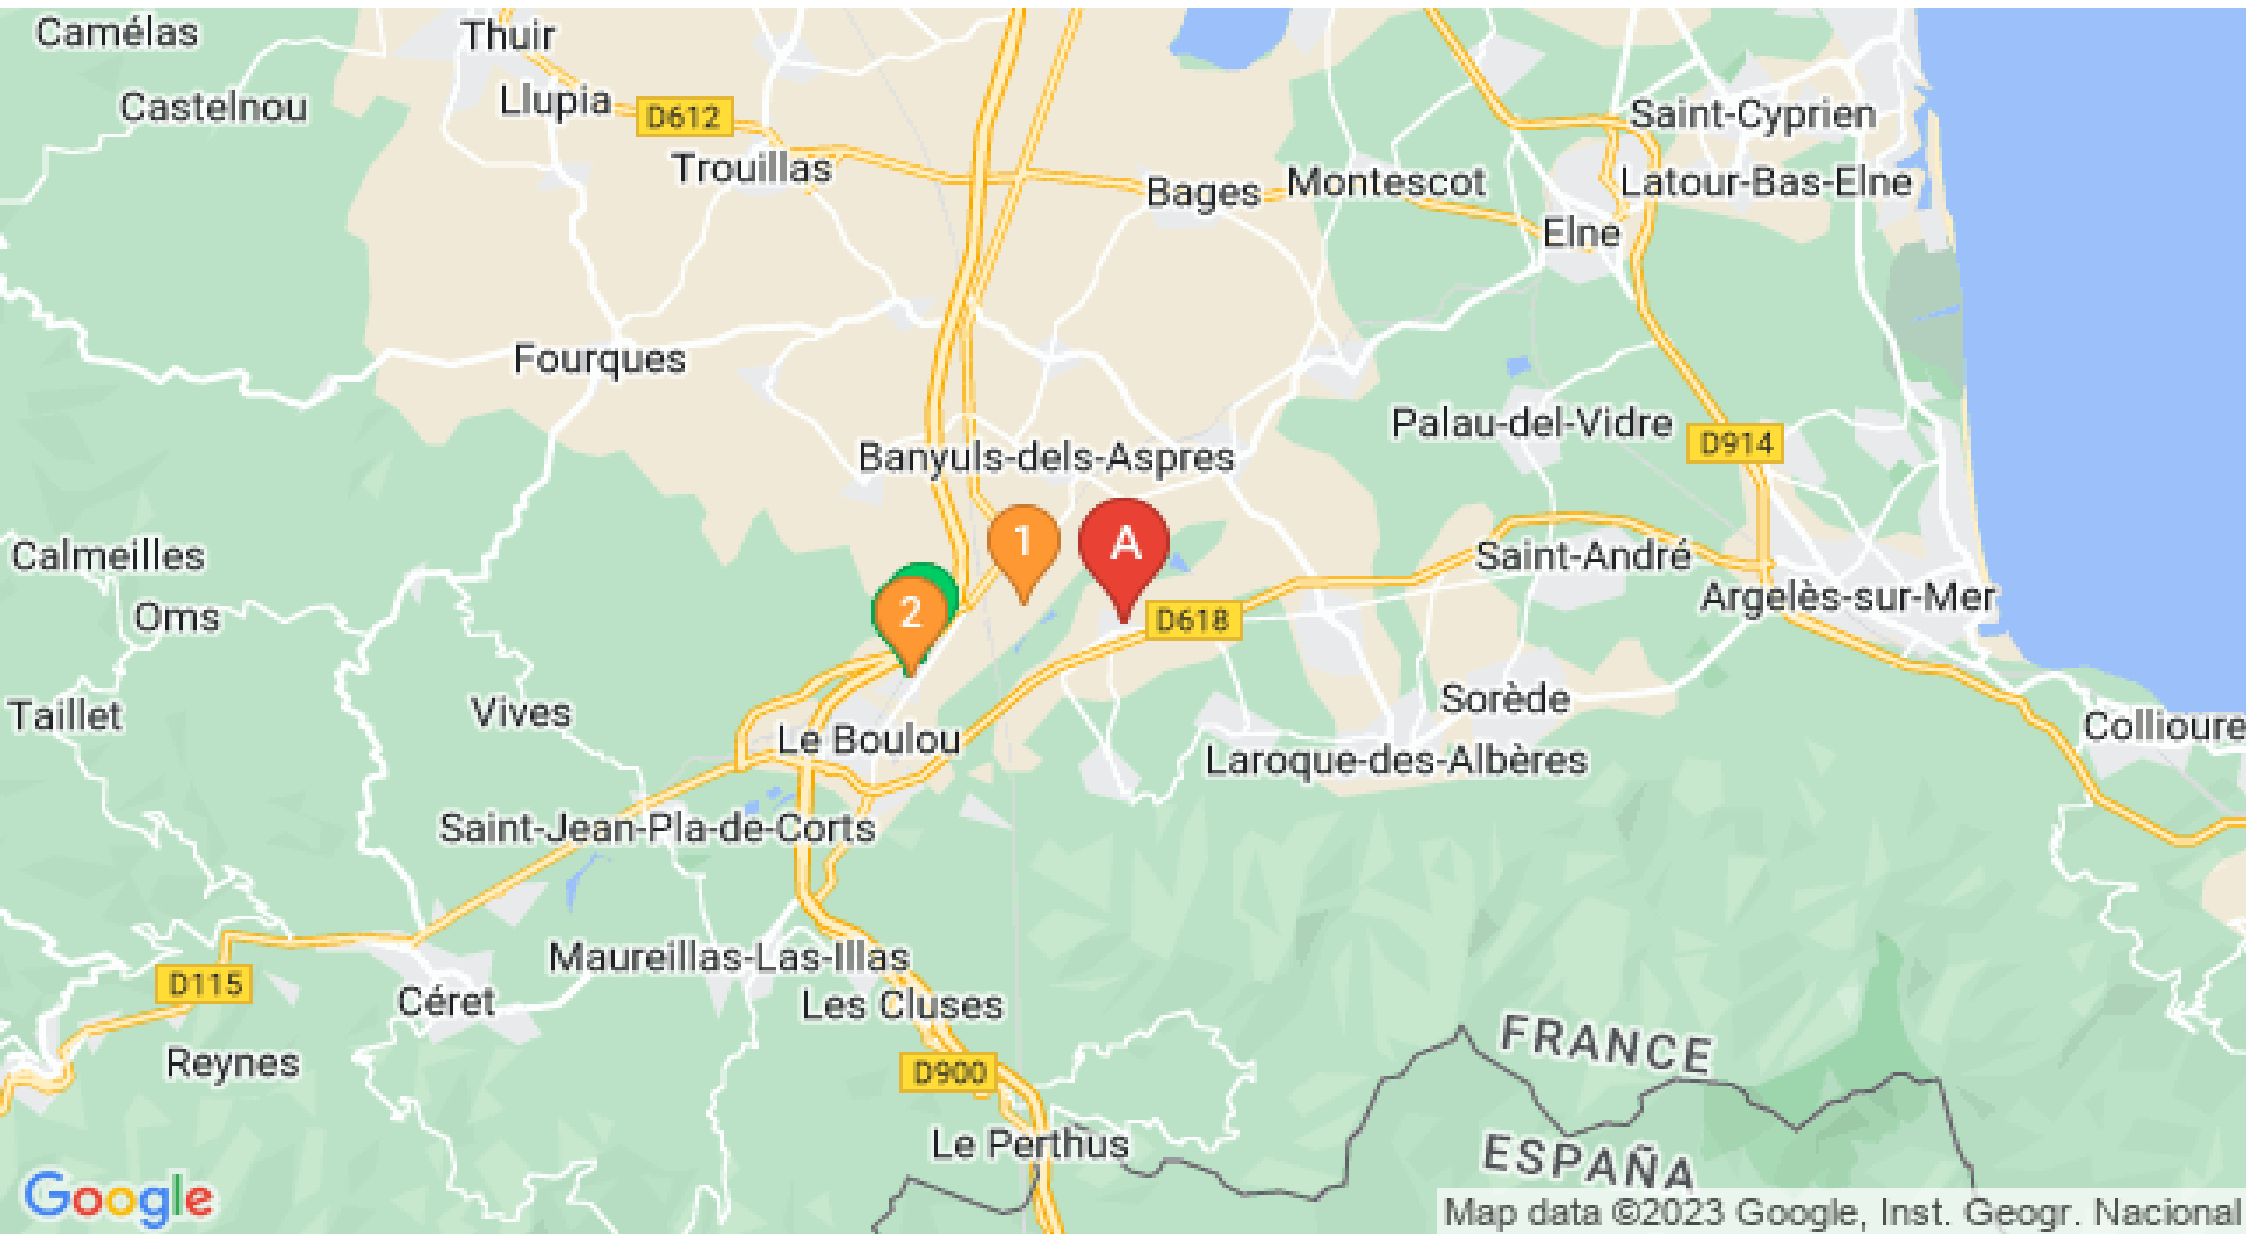 Camélas
Thuir
Castelnou
Llupia
D612
Saint-Cyprien
Trouillas
Bages
Montescot
Latour-Bas-Elne
Elne
Fourques
Palau-del-Vidre
D914
Banyuls-dels-Aspres
1
A
Calmeilles
Saint-André
Oms
2
D618
Argelès-sur-Mer
Taillet
Vives
Sorède
Collioure
Le Boulou
Laroque-des-Albères
Saint-Jean-Pla-de-Corts
Maureillas-Las-Illas
D115
Céret
Les Cluses
FRANCE
Reynes
D900
Le Perthus
ESPAÑA
Google
Map data ©2023 Google, Inst. Geogr. Nacional